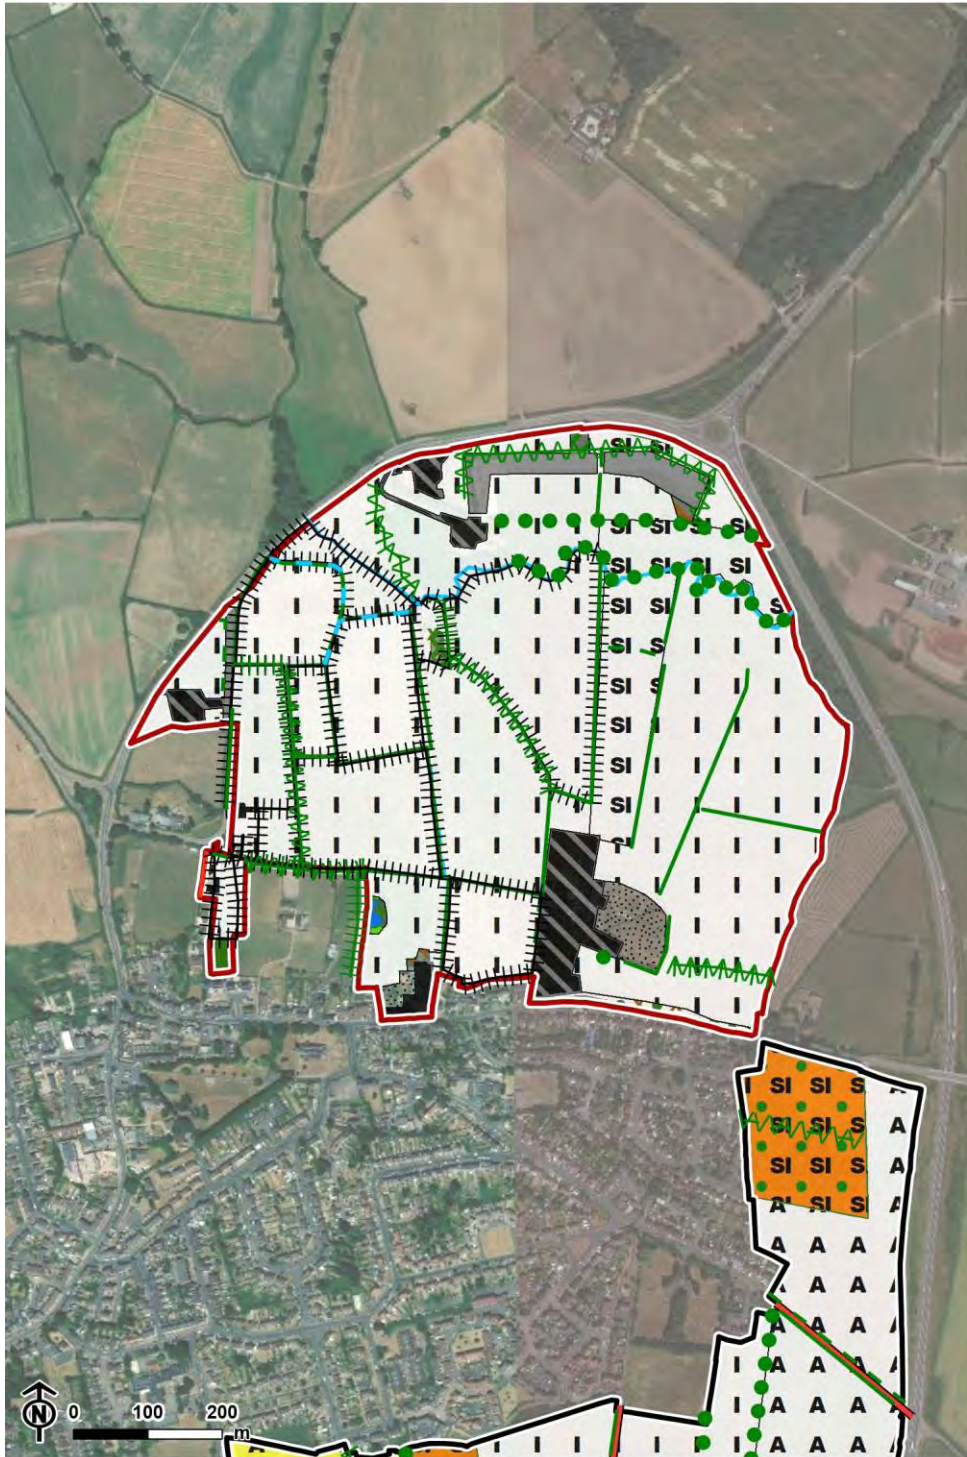 I I SI SI
I I I I I I I
I I I I I I SI SI SI SI
I I I I I I I SI SI SI SI
I I I I I I I I I SI SI I I S
I I I I I I I I SI S I I I
I I I I I I I I I SI S I I I
I I I I I I I I I SI I I I I I
I I I I I I I I I SI I I I I I
I I I I I I I I SI I I I I I
I I I I I I I SI I I I I
I I I I I I I I
I I I I I I
I I I I I I
I I I I I I
I I I
I SI SI S A
SI SI S A
SI SI S A
A SI S A
A A A A
A A A A
A A A A
I A A A A
I A A A
I I A A A
N 0 100 200
m
A I I I I I A A A